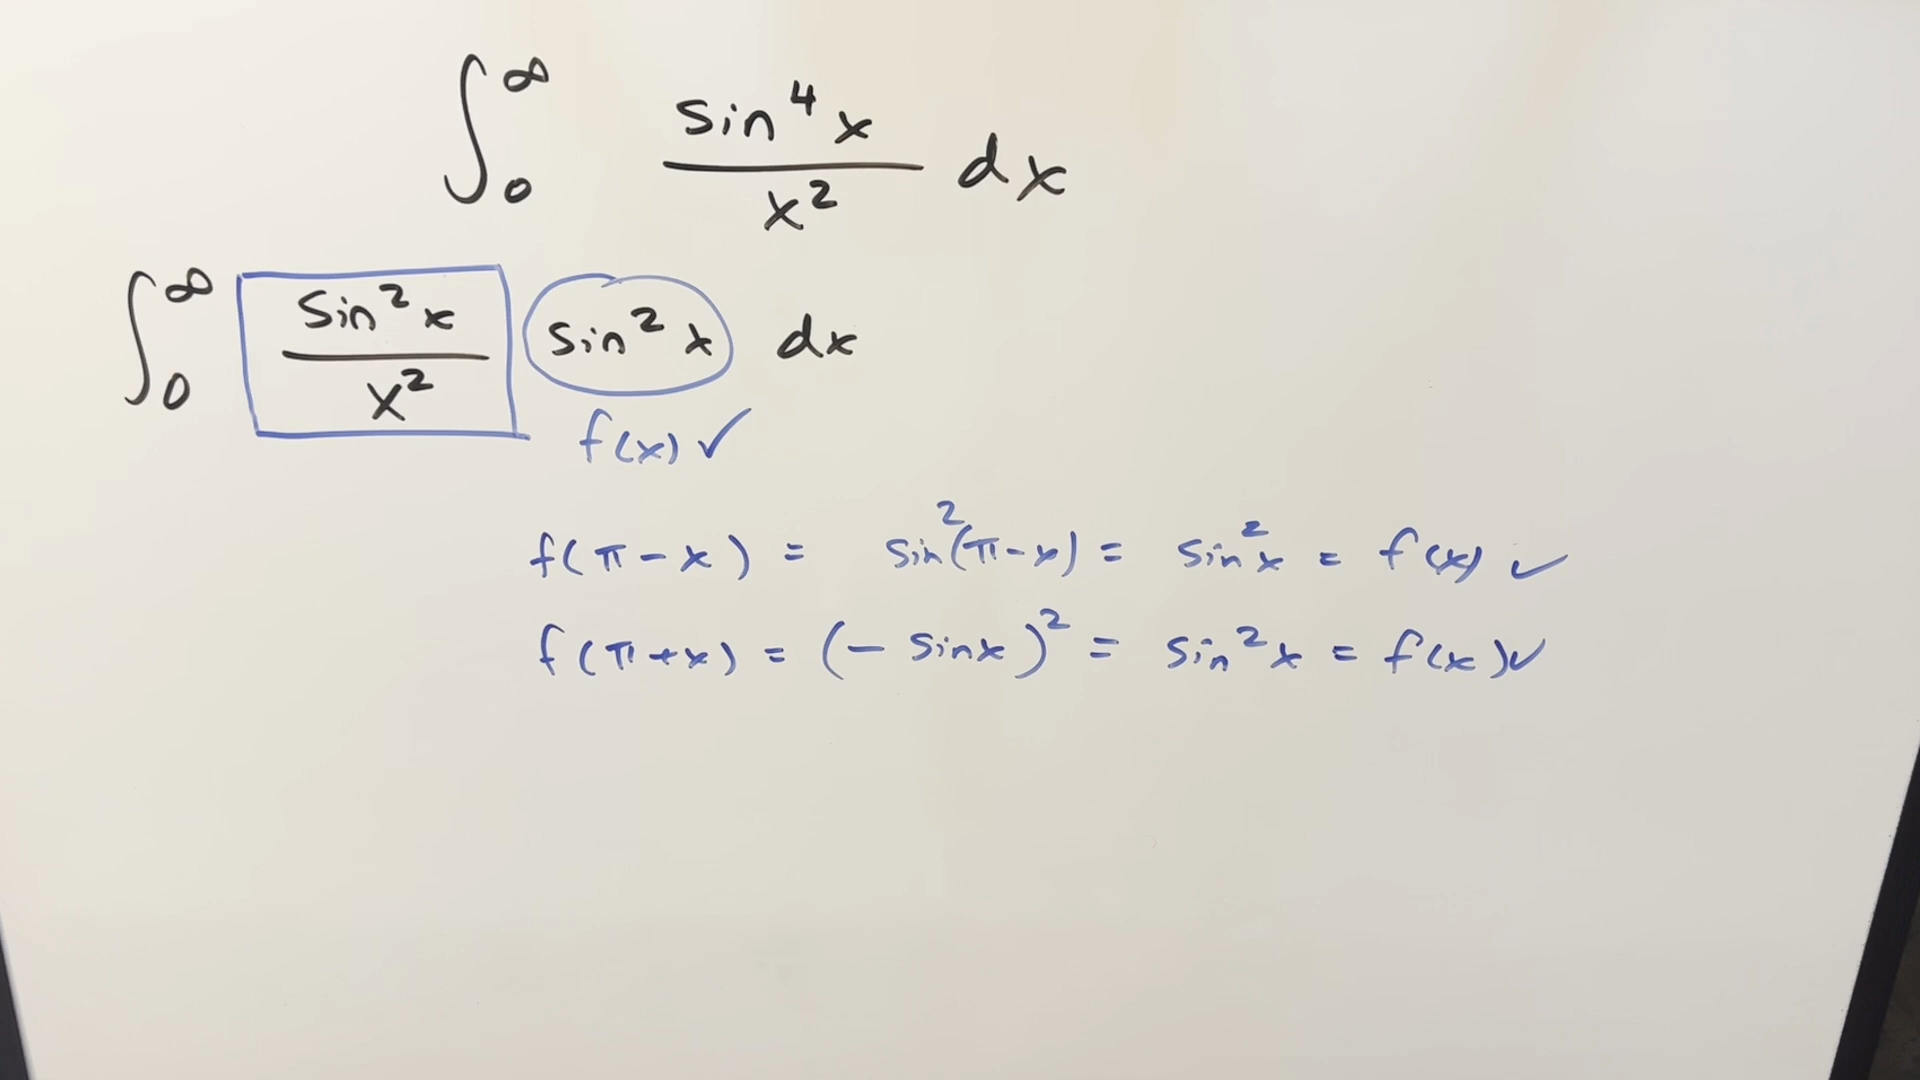 ∫₀^∞ sin⁴x / x² dx
∫₀^∞ sin²x / x² sin²x dx
f(x) ✓
f(π-x) = sin²(π-x) = sin²x = f(x) ✓
f(π+x) = (- sinx)² = sin²x = f(x) ✓